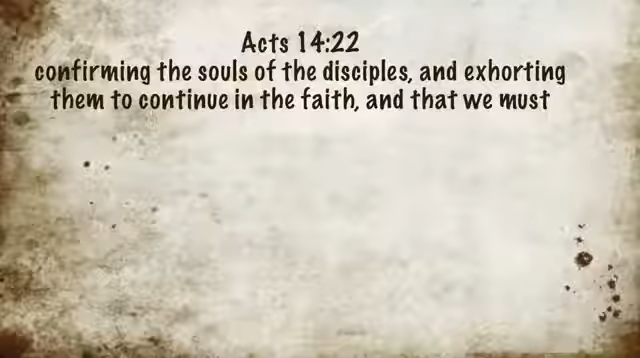 Acts 14:22
confirming the souls of the disciples, and exhorting
them to continue in the faith, and that we must